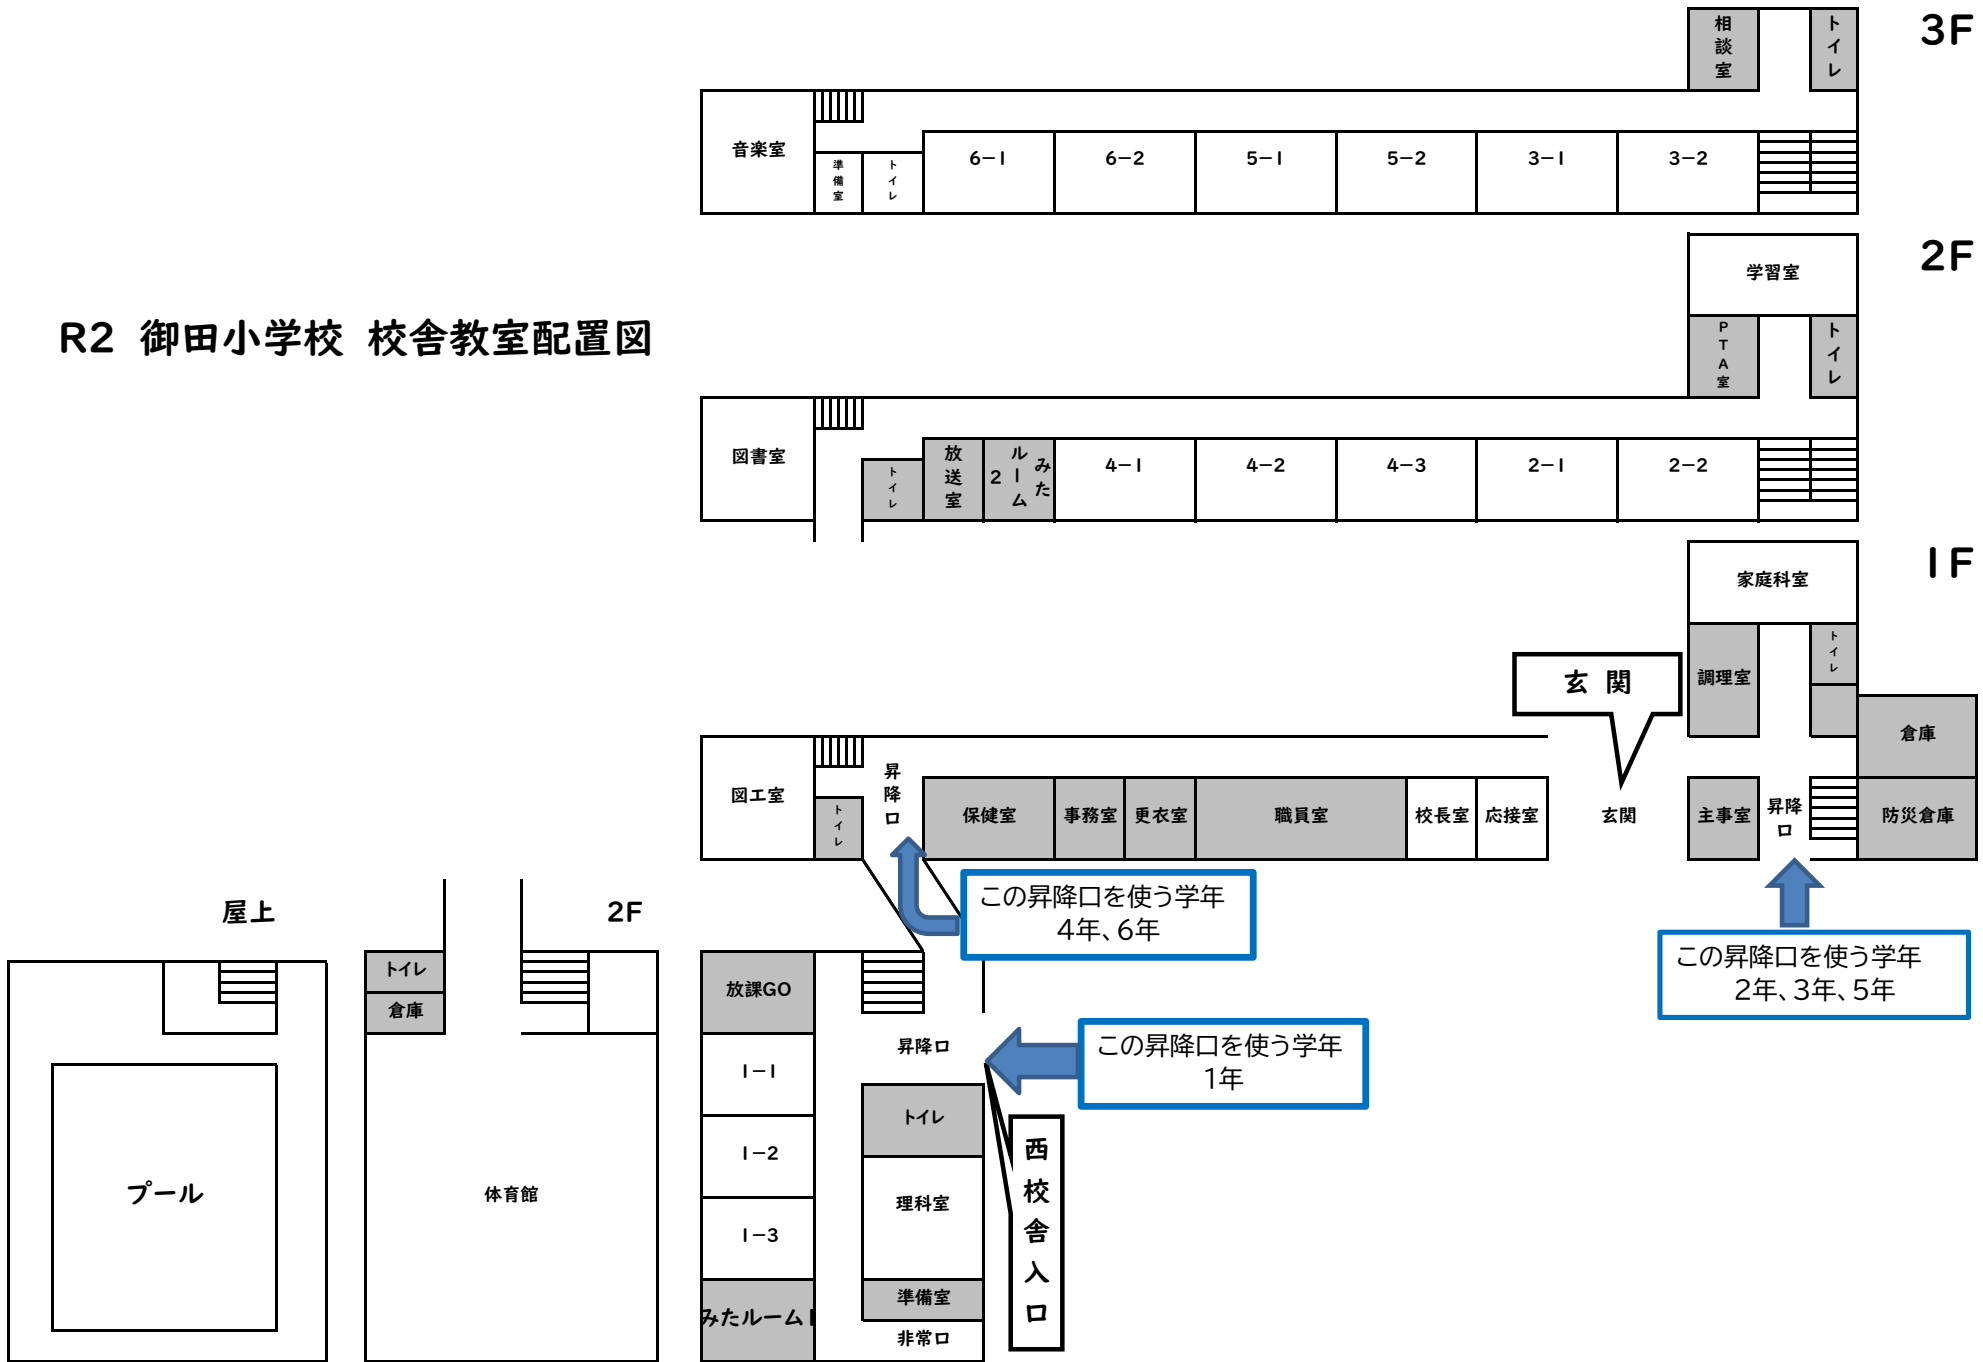 3F
相談室
トイレ
音楽室
準備室
トイレ
6-1
6-2
5-1
5-2
3-1
3-2
2F
学習室
PTA室
トイレ
R2 御田小学校 校舎教室配置図
図書室
トイレ
放送室
みたルーム2
4-1
4-2
4-3
2-1
2-2
1F
家庭科室
調理室
トイレ
玄 関
倉庫
図工室
トイレ
昇降口
保健室
事務室
更衣室
職員室
校長室
応接室
玄関
主事室
昇降口
防災倉庫
この昇降口を使う学年
4年、6年
この昇降口を使う学年
2年、3年、5年
屋上
2F
トイレ
倉庫
放課GO
昇降口
この昇降口を使う学年
1年
1-1
トイレ
1-2
プール
体育館
理科室
西校舎入口
1-3
準備室
みたルーム1
非常口